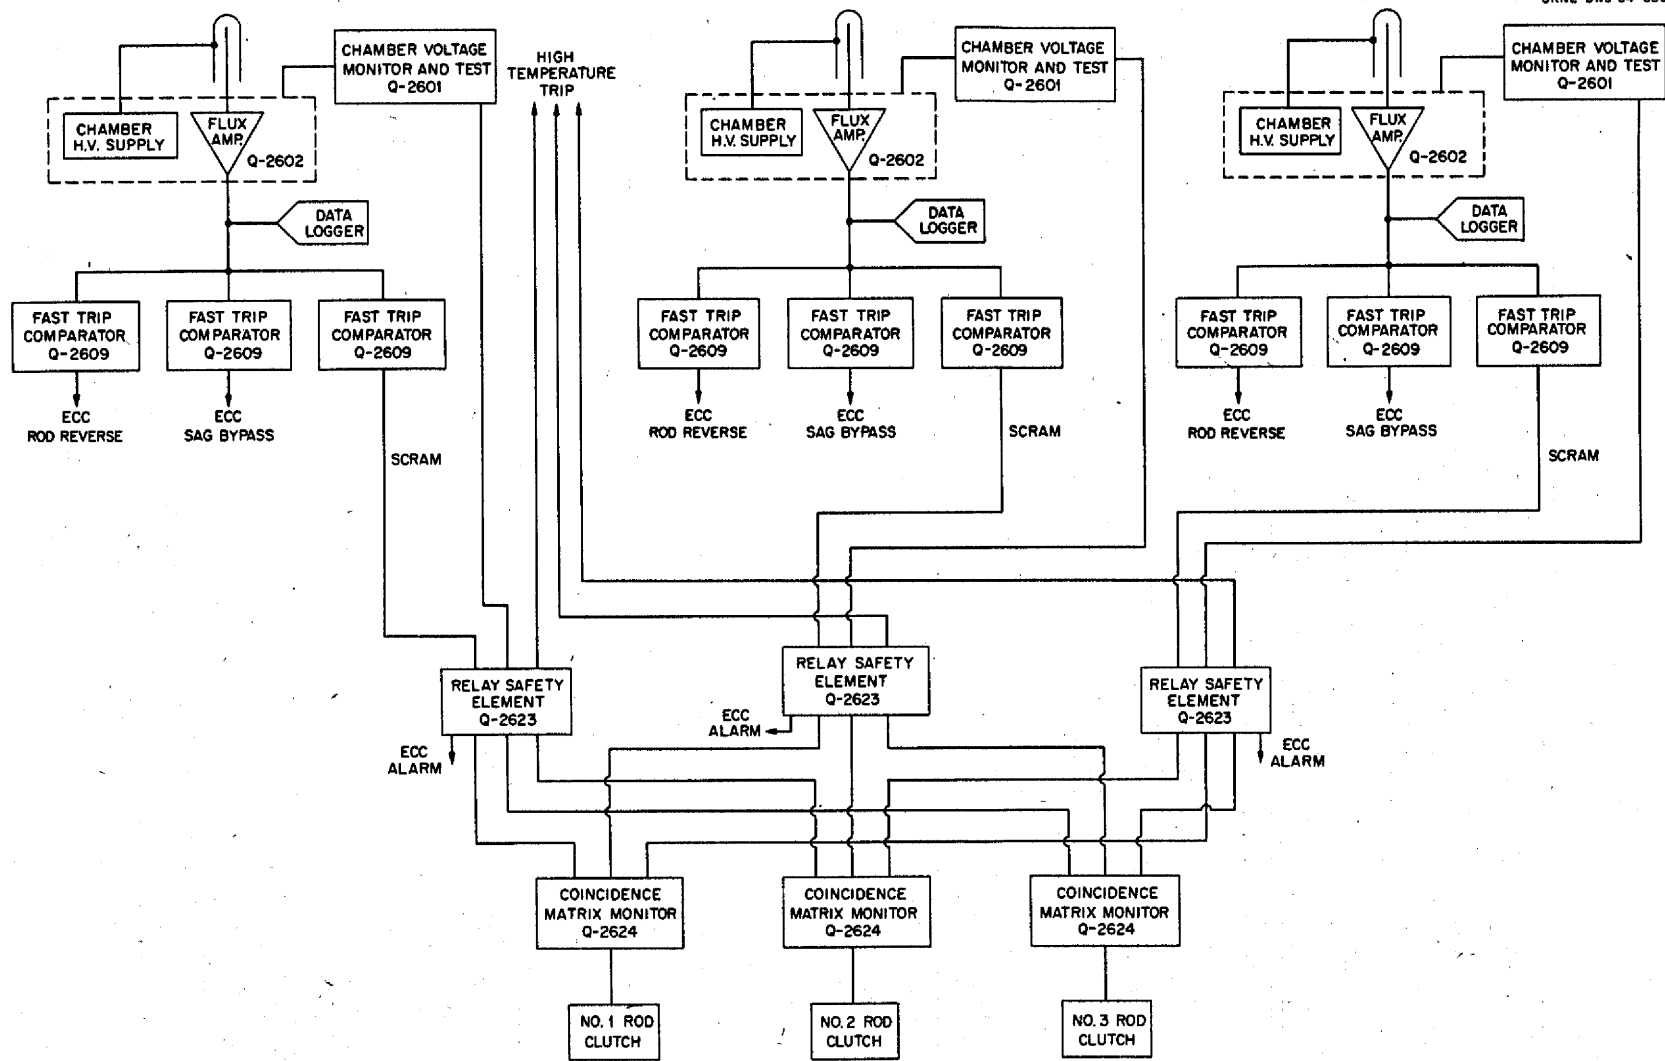 CHAMBER VOLTAGE
MONITOR AND TEST
Q-2601
HIGH
TEMPERATURE
TRIP
CHAMBER VOLTAGE
MONITOR AND TEST
Q-2601
CHAMBER VOLTAGE
MONITOR AND TEST
Q-2601
CHAMBER
H.V. SUPPLY
FLUX
AMP.
Q-2602
CHAMBER
H.V. SUPPLY
FLUX
AMP.
Q-2602
CHAMBER
H.V. SUPPLY
FLUX
AMP.
Q-2602
DATA
LOGGER
DATA
LOGGER
DATA
LOGGER
FAST TRIP
COMPARATOR
Q-2609
FAST TRIP
COMPARATOR
Q-2609
FAST TRIP
COMPARATOR
Q-2609
FAST TRIP
COMPARATOR
Q-2609
FAST TRIP
COMPARATOR
Q-2609
FAST TRIP
COMPARATOR
Q-2609
FAST TRIP
COMPARATOR
Q-2609
FAST TRIP
COMPARATOR
Q-2609
FAST TRIP
COMPARATOR
Q-2609
ECC
ROD REVERSE
ECC
SAG BYPASS
SCRAM
ECC
ROD REVERSE
ECC
SAG BYPASS
SCRAM
ECC
ROD REVERSE
ECC
SAG BYPASS
SCRAM
RELAY SAFETY
ELEMENT
Q-2623
RELAY SAFETY
ELEMENT
Q-2623
RELAY SAFETY
ELEMENT
Q-2623
ECC
ALARM
ECC
ALARM
ECC
ALARM
COINCIDENCE
MATRIX MONITOR
Q-2624
COINCIDENCE
MATRIX MONITOR
Q-2624
COINCIDENCE
MATRIX MONITOR
Q-2624
NO. 1 ROD
CLUTCH
NO. 2 ROD
CLUTCH
NO. 3 ROD
CLUTCH